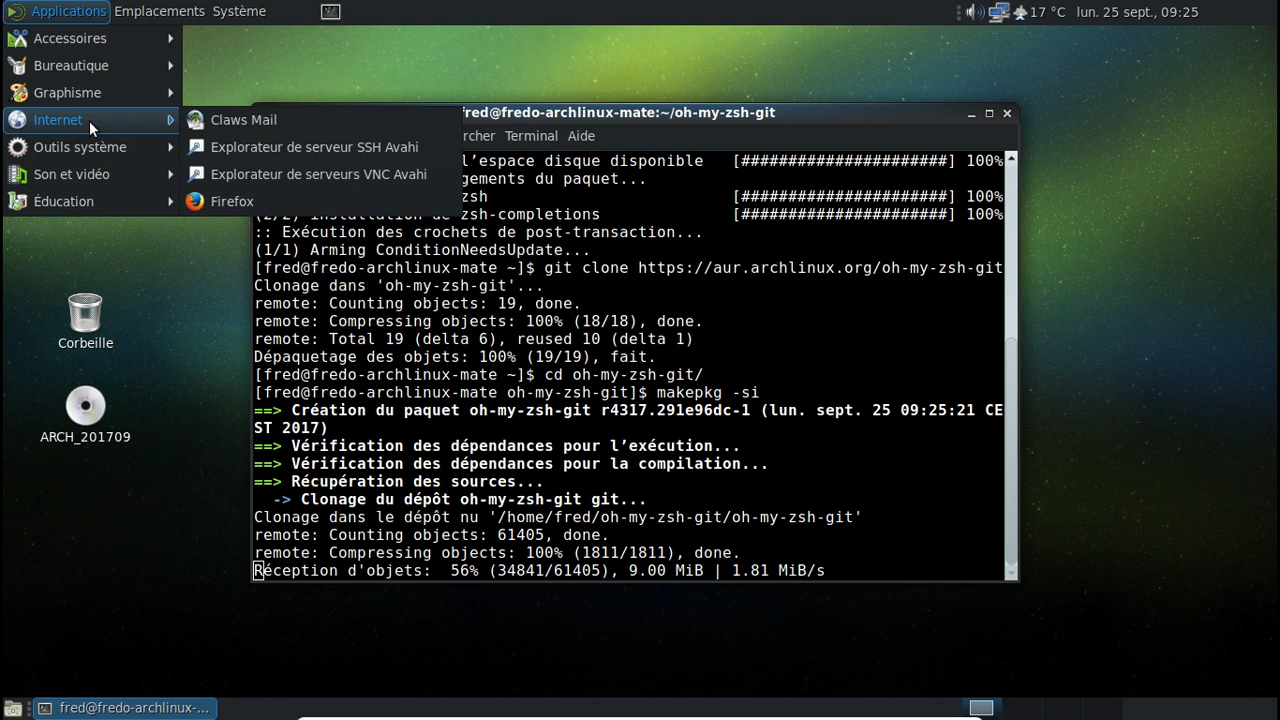 Applications Emplacements Système 17 °C lun. 25 sept., 09:25
Accessoires
Bureautique
Graphisme
Internet
Outils système
Son et vidéo
Éducation
Claws Mail
Explorateur de serveur SSH Avahi
Explorateur de serveurs VNC Avahi
Firefox
Corbeille
ARCH_201709
fred@fredo-archlinux-mate:~/oh-my-zsh-git
rcher Terminal Aide
l'espace disque disponible [######################] 100%
gements du paquet...
zsh [######################] 100%
(2/2) Installation de zsh-completions [######################] 100%
:: Exécution des crochets de post-transaction...
(1/1) Arming ConditionNeedsUpdate...
[fred@fredo-archlinux-mate ~]$ git clone https://aur.archlinux.org/oh-my-zsh-git
Clonage dans 'oh-my-zsh-git'...
remote: Counting objects: 19, done.
remote: Compressing objects: 100% (18/18), done.
remote: Total 19 (delta 6), reused 10 (delta 1)
Dépaquetage des objets: 100% (19/19), fait.
[fred@fredo-archlinux-mate ~]$ cd oh-my-zsh-git/
[fred@fredo-archlinux-mate oh-my-zsh-git]$ makepkg -si
==> Création du paquet oh-my-zsh-git r4317.291e96dc-1 (lun. sept. 25 09:25:21 CE
ST 2017)
==> Vérification des dépendances pour l’exécution...
==> Vérification des dépendances pour la compilation...
==> Récupération des sources...
-> Clonage du dépôt oh-my-zsh-git git...
Clonage dans le dépôt nu '/home/fred/oh-my-zsh-git/oh-my-zsh-git'
remote: Counting objects: 61405, done.
remote: Compressing objects: 100% (1811/1811), done.
Réception d'objets: 56% (34841/61405), 9.00 MiB | 1.81 MiB/s
fred@fredo-archlinux-...